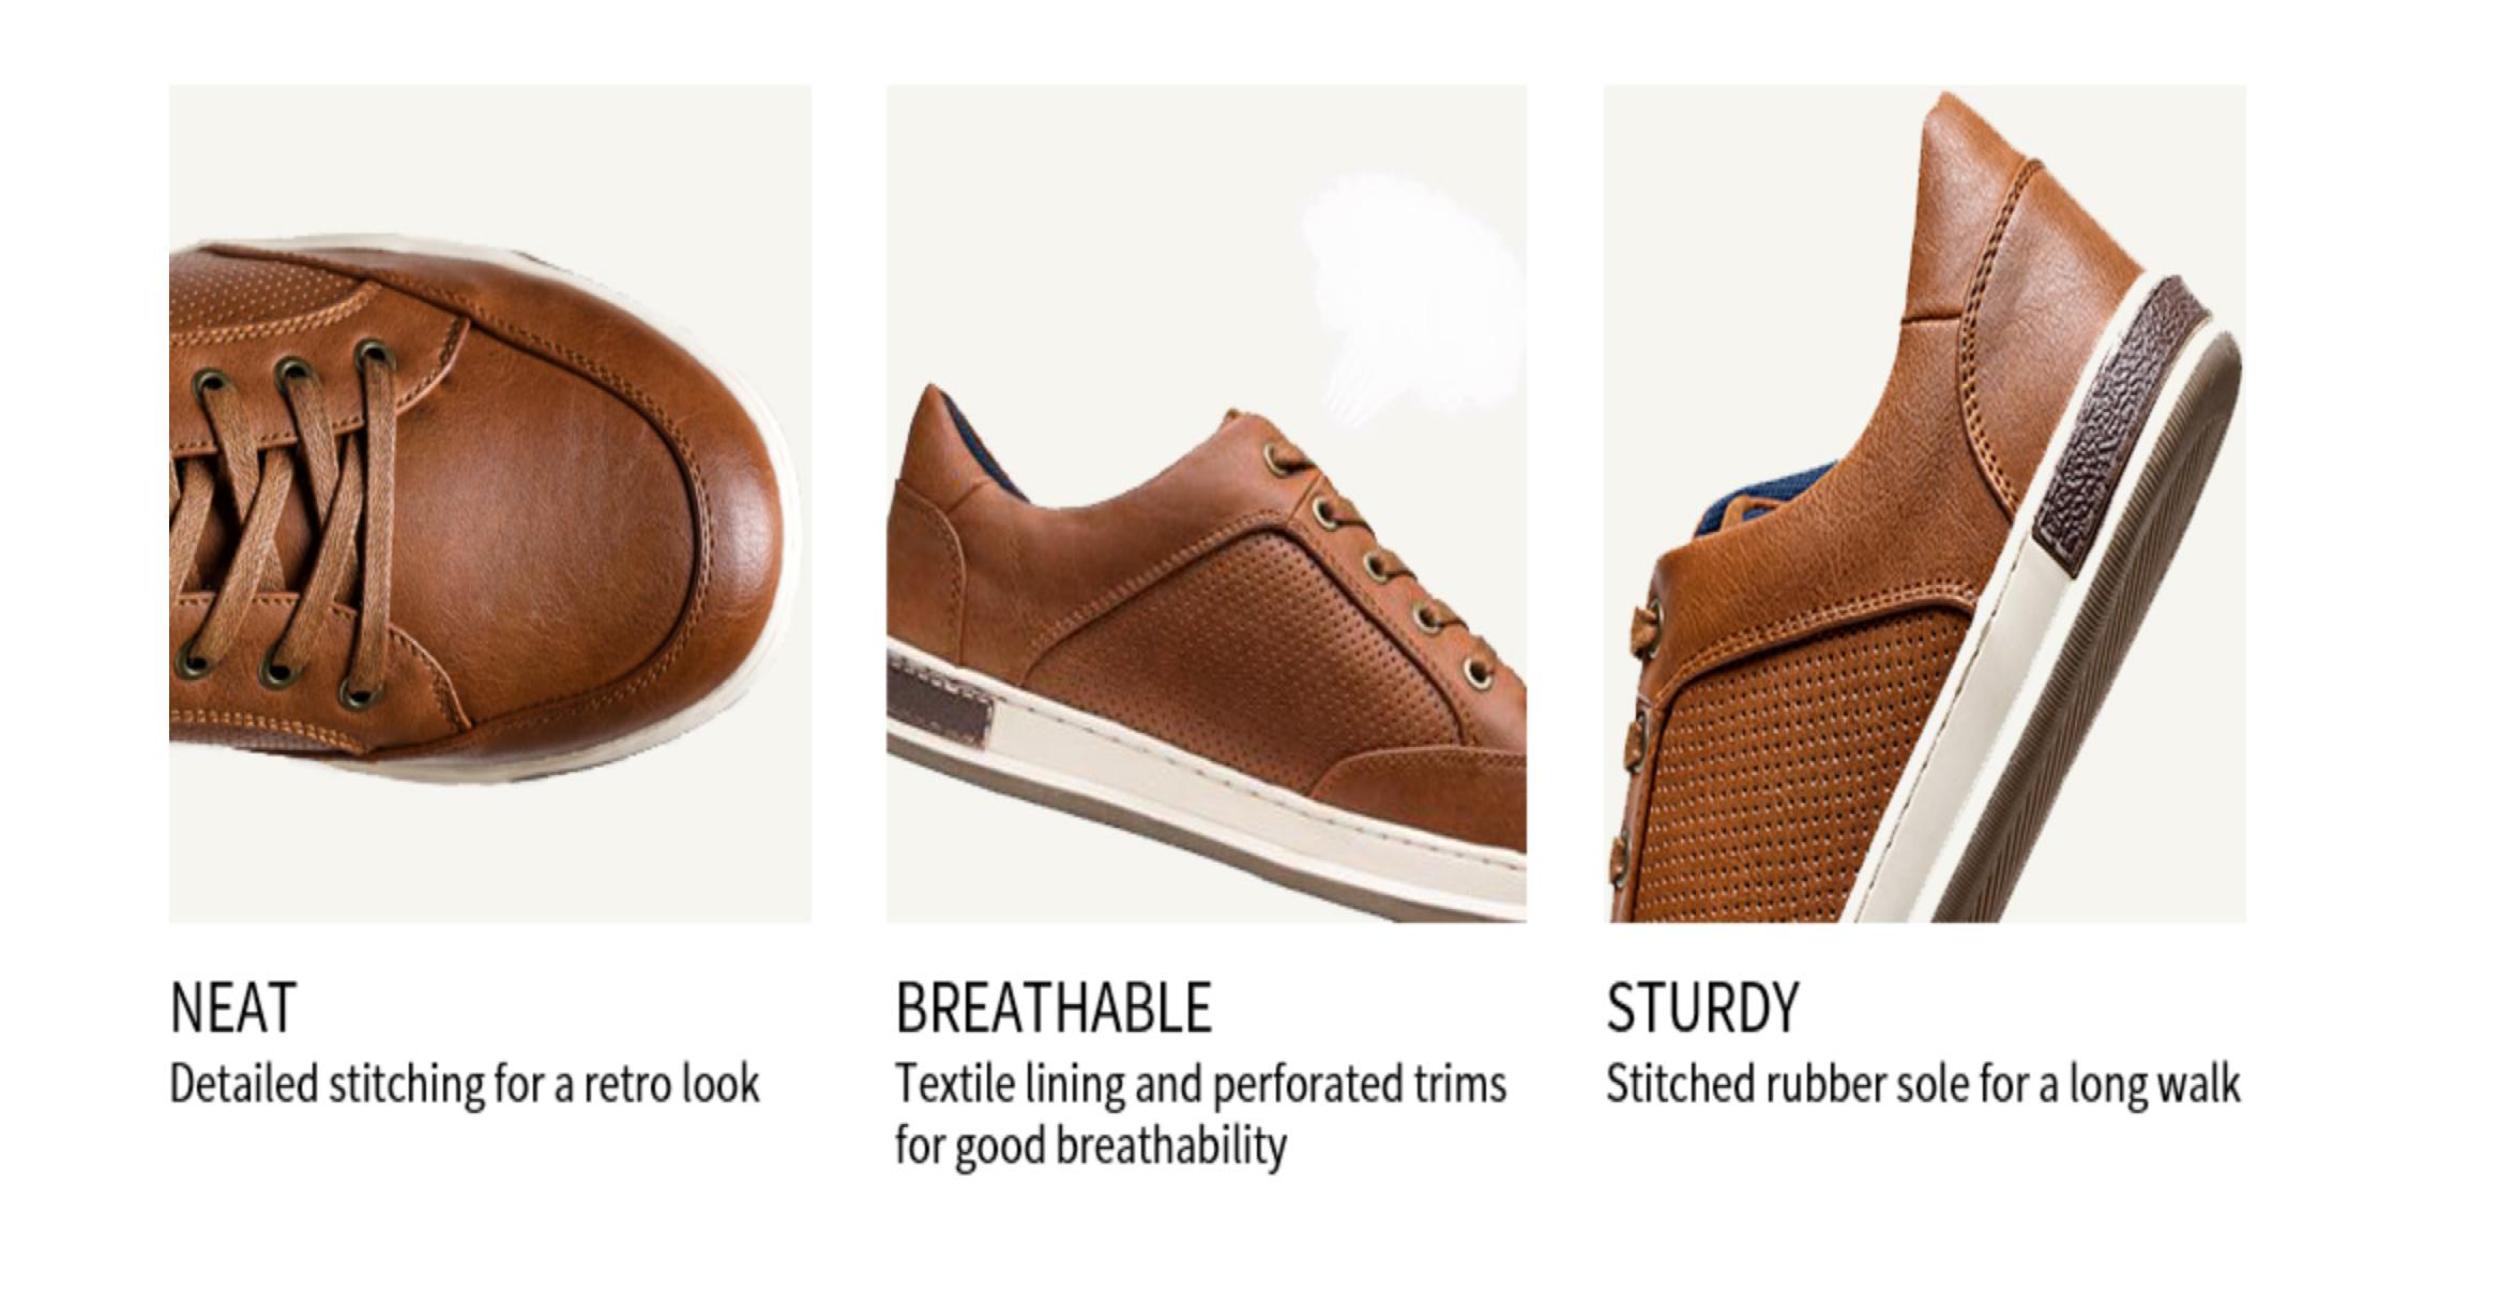 NEAT
Detailed stitching for a retro look
BREATHABLE
Textile lining and perforated trims
for good breathability
STURDY
Stitched rubber sole for a long walk